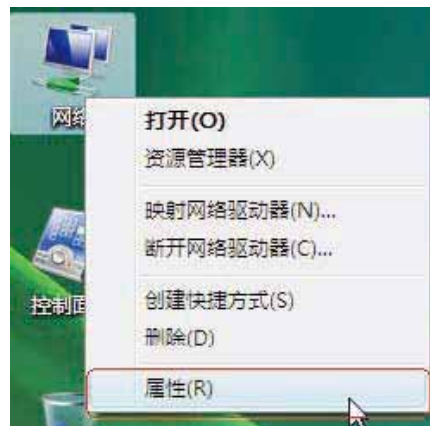 网络
打开(O)
资源管理器(X)
映射网络驱动器(N)...
断开网络驱动器(C)...
控制面
创建快捷方式(S)
删除(D)
属性(R)